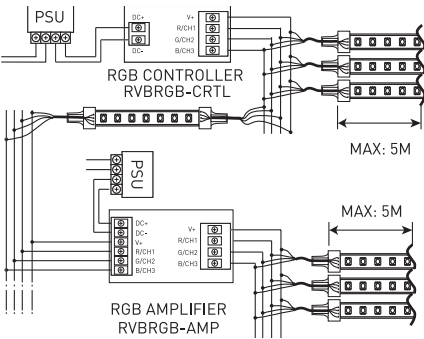 PSU
DC+
DC-
V+
R/CH1
G/CH2
B/CH3
RGB CONTROLLER
RVBRGB-CRTL
MAX: 5M
PSU
MAX: 5M
DC+
DC-
V+
R/CH1
G/CH2
B/CH3
V+
R/CH1
G/CH2
B/CH3
RGB AMPLIFIER
RVBRGB-AMP